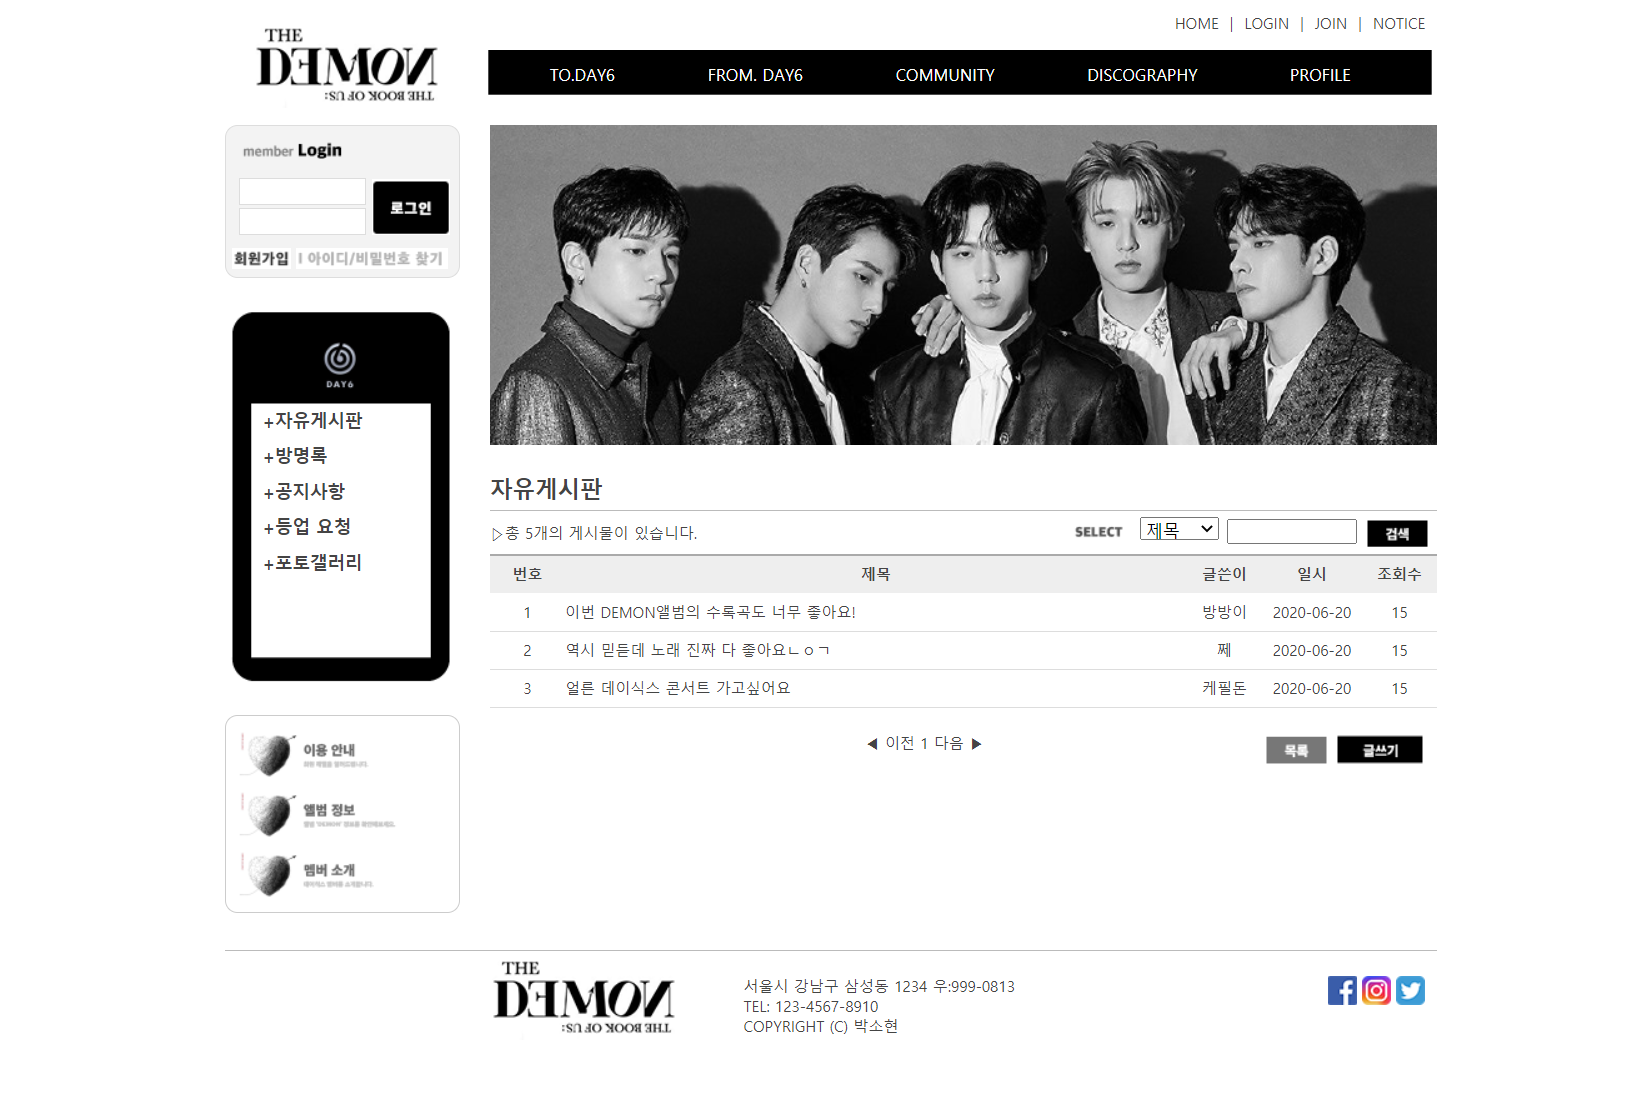 HOME | LOGIN | JOIN | NOTICE
THE
DEMON
THE BOOK OF US:
TO.DAY6 FROM. DAY6 COMMUNITY DISCOGRAPHY PROFILE
member Login
로그인
회원가입 | 아이디/비밀번호 찾기
DAY6
+자유게시판
+방명록
+공지사항
+등업 요청
+포토갤러리
이용 안내
앨범 정보
멤버 소개
자유게시판
▷총 5개의 게시물이 있습니다. SELECT 제목 검색
번호 제목 글쓴이 일시 조회수
1 이번 DEMON앨범의 수록곡도 너무 좋아요! 방방이 2020-06-20 15
2 역시 믿듣데 노래 진짜 다 좋아요ㄴㅇㄱ 쩨 2020-06-20 15
3 얼른 데이식스 콘서트 가고싶어요 케필돈 2020-06-20 15
◀ 이전 1 다음 ▶ 목록 글쓰기
THE
DEMON
THE BOOK OF US:
서울시 강남구 삼성동 1234 우:999-0813
TEL: 123-4567-8910
COPYRIGHT (C) 박소현